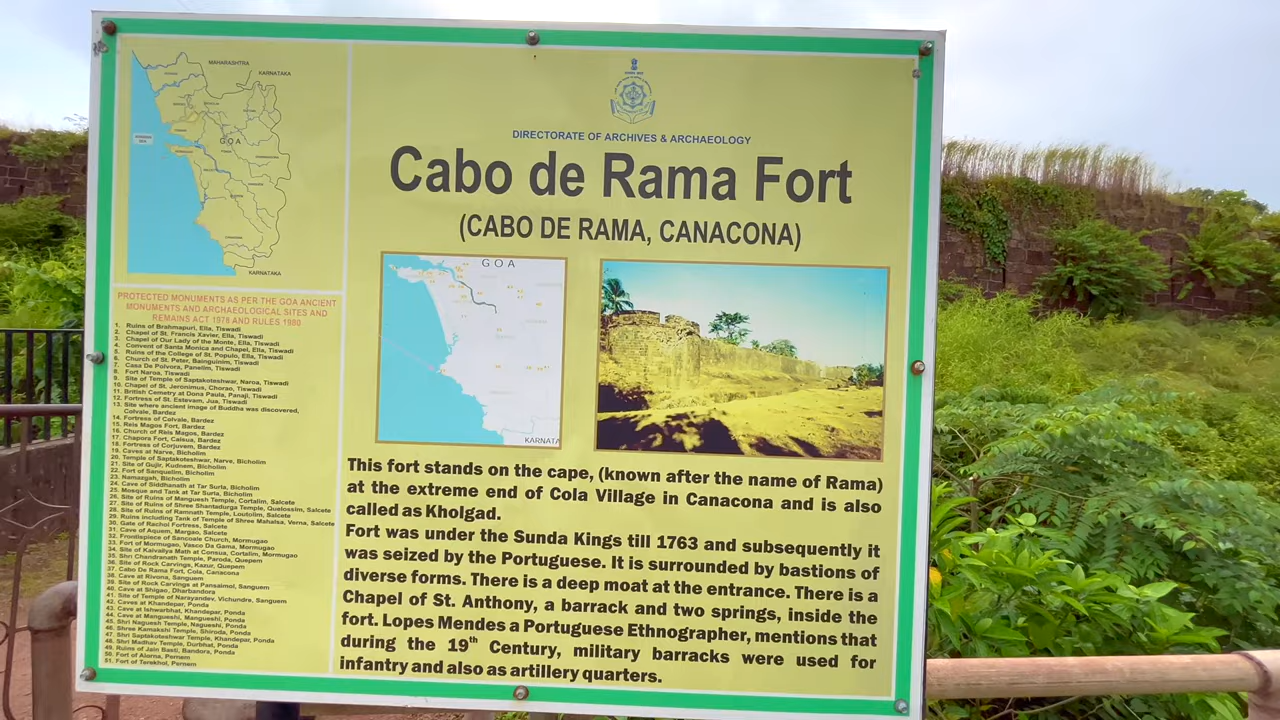 MAHARASHTRA
KARNATAKA
GOA
KARNATAKA
PROTECTED MONUMENTS AS PER THE GOA ANCIENT
MONUMENTS AND ARCHAEOLOGICAL SITES AND
REMAINS ACT 1978 AND RULES 1980
1. Ruins of Brahmapuri, Ella, Tiswadi
2. Chapel of St. Francis Xavier, Ella, Tiswadi
3. Chapel of Our Lady of the Monte, Ella, Tiswadi
4. Convent of Santa Monica and Chapel, Ella, Tiswadi
5. Ruins of the College of St. Populo, Ella, Tiswadi
6. Church of St. Peter, Bainguinim, Tiswadi
7. Casa De Polvora, Panelim, Tiswadi
8. Fort Naroa, Tiswadi
9. Site of Temple of Saptakoteshwar, Naroa, Tiswadi
10. Chapel of St. Jeronimus, Chorao, Tiswadi
11. British Cemetry at Dona Paula, Panaji, Tiswadi
12. Fortress of St. Estevam, Jua, Tiswadi
13. Site where ancient image of Buddha was discovered,
Colvale, Bardez
14. Fortress of Colvale, Bardez
15. Reis Magos Fort, Bardez
16. Church of Reis Magos, Bardez
17. Chapora Fort, Caisua, Bardez
18. Fortress of Corjuvem, Bardez
19. Caves at Narve, Bicholim
20. Temple of Saptakoteshwar, Narve, Bicholim
21. Site of Gujir, Kudnem, Bicholim
22. Fort of Sanquelim, Bicholim
23. Namazgah, Bicholim
24. Cave of Siddhanath at Tar Surla, Bicholim
25. Mosque and Tank at Tar Surla, Bicholim
26. Site of Ruins of Manguesh Temple, Cortalim, Salcete
27. Site of Ruins of Shree Shantadurga Temple, Quelossim, Salcete
28. Site of Ruins of Ramnath Temple, Loutolim, Salcete
29. Ruins including Tank of Temple of Shree Mahalsa, Verna, Salcete
30. Gate of Rachol Fortress, Salcete
31. Cave of Aquem, Margao, Salcete
32. Frontispiece of Sancoale Church, Mormugao
33. Fort of Mormugao, Vasco Da Gama, Mormugao
34. Site of Kaivallya Math at Consua, Cortalim, Mormugao
35. Shri Chandranath Temple, Paroda, Quepem
36. Site of Rock Carvings, Kazur, Quepem
37. Cabo De Rama Fort, Cola, Canacona
38. Cave at Rivona, Sanguem
39. Site of Rock Carvings at Pansaimol, Sanguem
40. Cave at Shigao, Dharbandora
41. Site of Temple of Narayandev, Vichundre, Sanguem
42. Caves at Khandepar, Ponda
43. Cave at Ishwarbhat, Khandepar, Ponda
44. Cave at Mangueshi, Mangueshi, Ponda
45. Shri Naguesh Temple, Nagueshi, Ponda
46. Shree Kamakshi Temple, Shiroda, Ponda
47. Shri Saptakoteshwar Temple, Khandepar, Ponda
48. Shri Madhav Temple, Durbhat, Ponda
49. Ruins of Jain Basti, Bandora, Ponda
50. Fort of Alorna, Pernem
51. Fort of Terekhol, Pernem
DIRECTORATE OF ARCHIVES & ARCHAEOLOGY
Cabo de Rama Fort
(CABO DE RAMA, CANACONA)
GOA
KARNATA
This fort stands on the cape, (known after the name of Rama)
at the extreme end of Cola Village in Canacona and is also
called as Kholgad.
Fort was under the Sunda Kings till 1763 and subsequently it
was seized by the Portuguese. It is surrounded by bastions of
diverse forms. There is a deep moat at the entrance. There is a
Chapel of St. Anthony, a barrack and two springs, inside the
fort. Lopes Mendes a Portuguese Ethnographer, mentions that
during the 19th Century, military barracks were used for
infantry and also as artillery quarters.